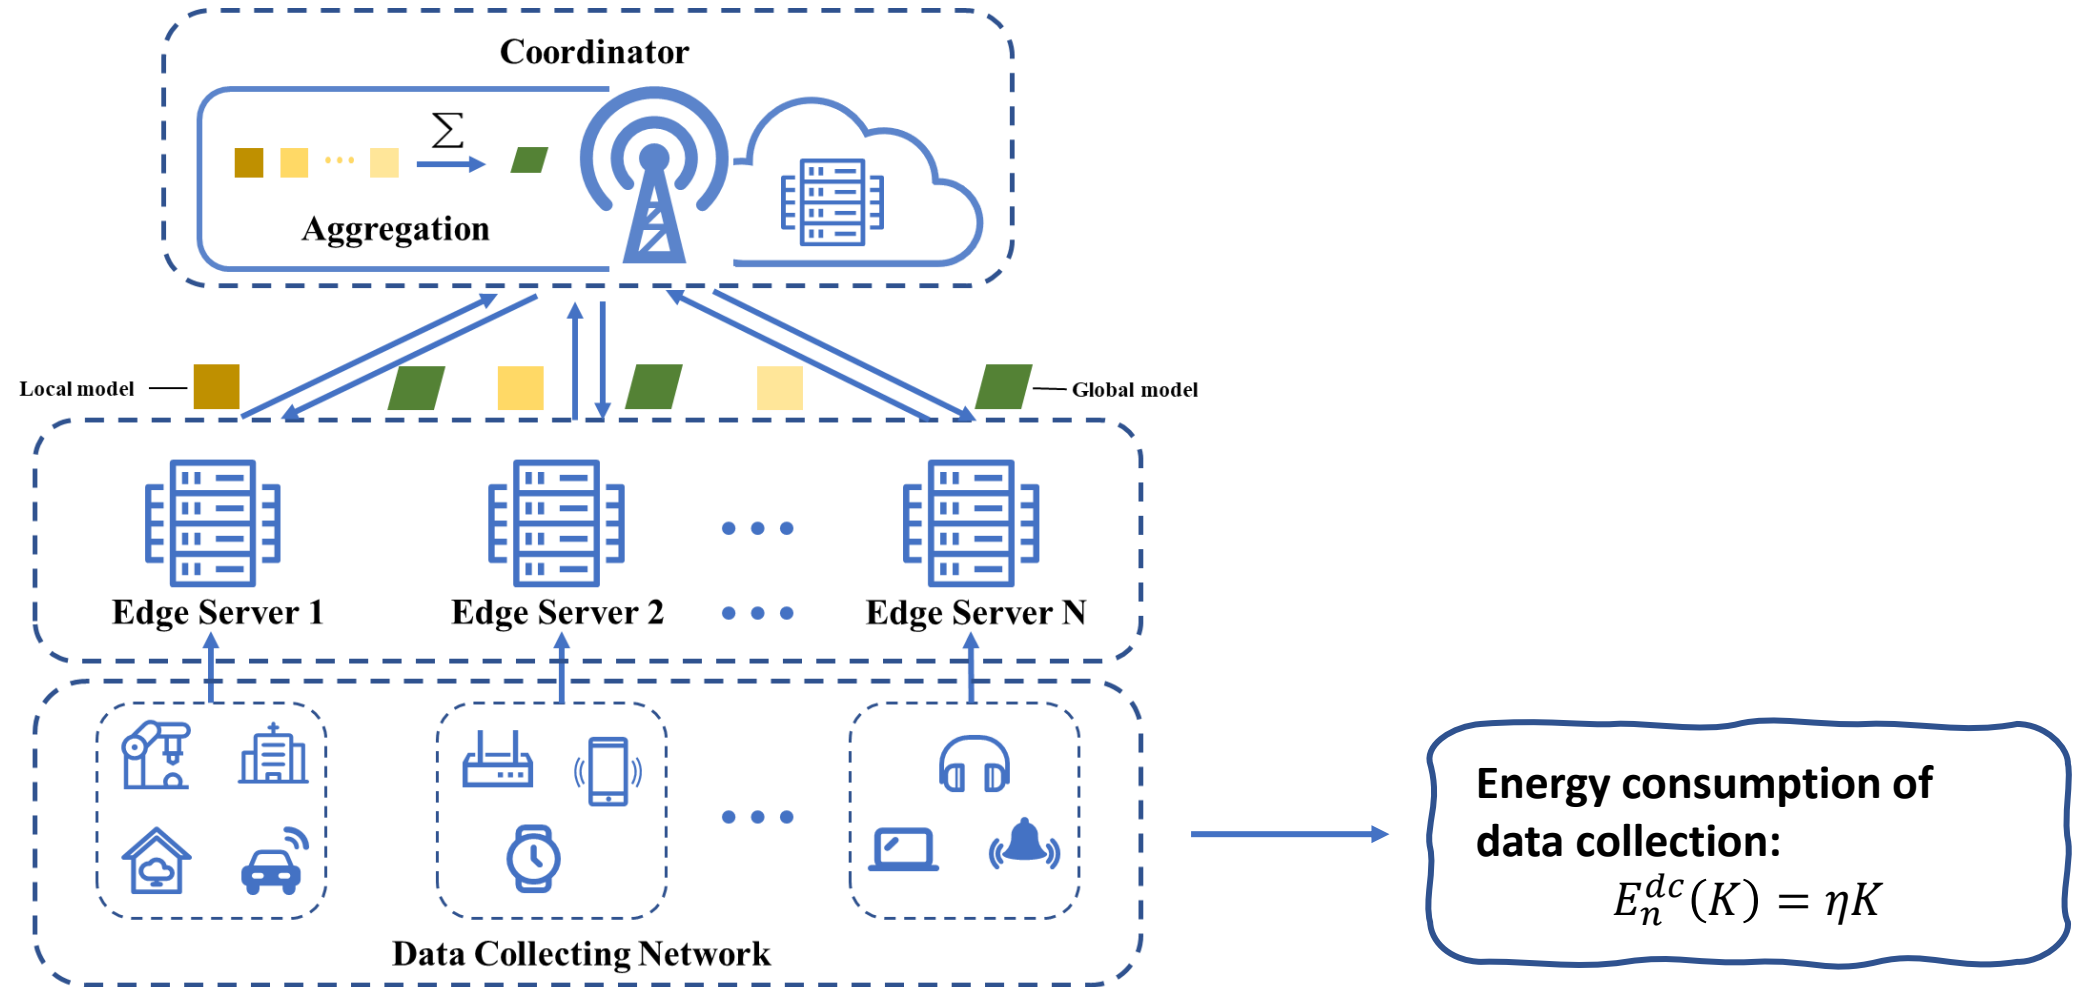 Coordinator
∑
Aggregation
Local model
Global model
Edge Server 1
Edge Server 2
Edge Server N
Data Collecting Network
Energy consumption of
data collection:
$E_n^{dc}(K) = \eta K$